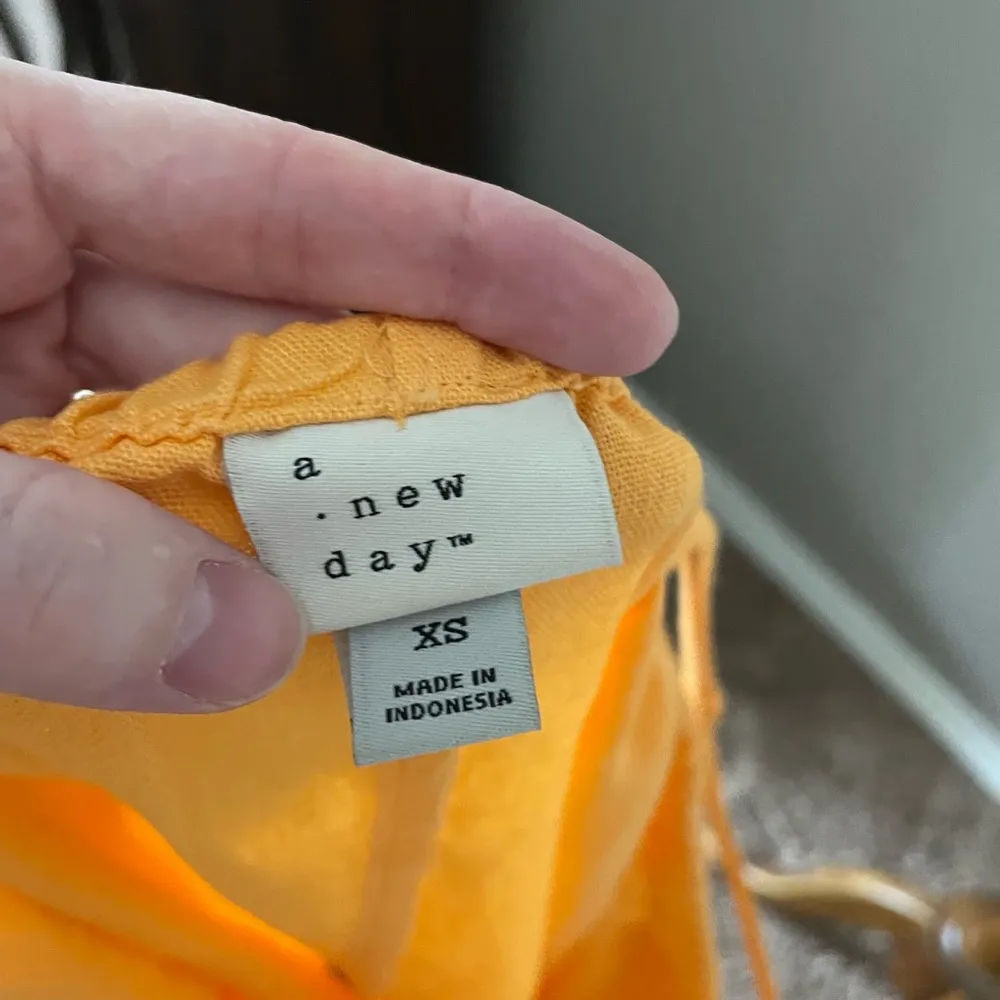 a
. new
day™
XS
MADE IN
INDONESIA